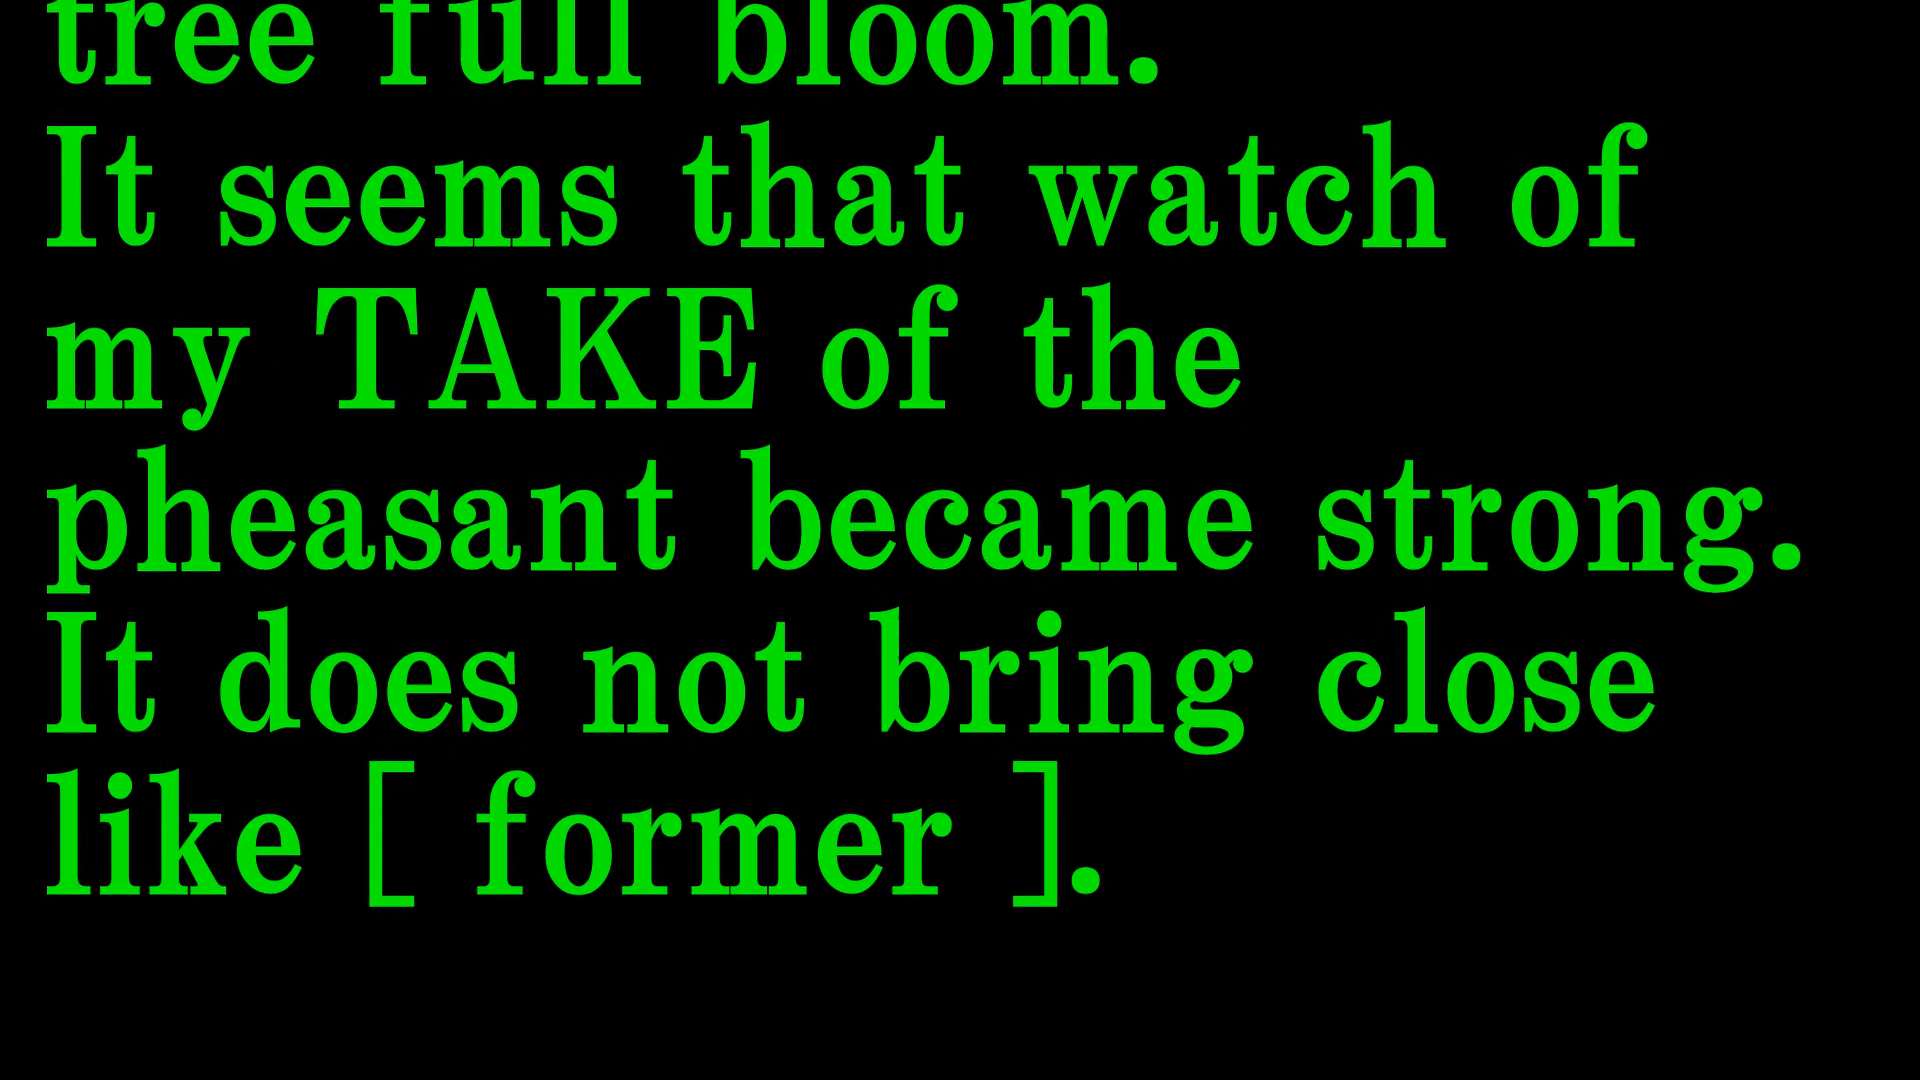 tree full bloom.
It seems that watch of
my TAKE of the
pheasant became strong.
It does not bring close
like [ former ].